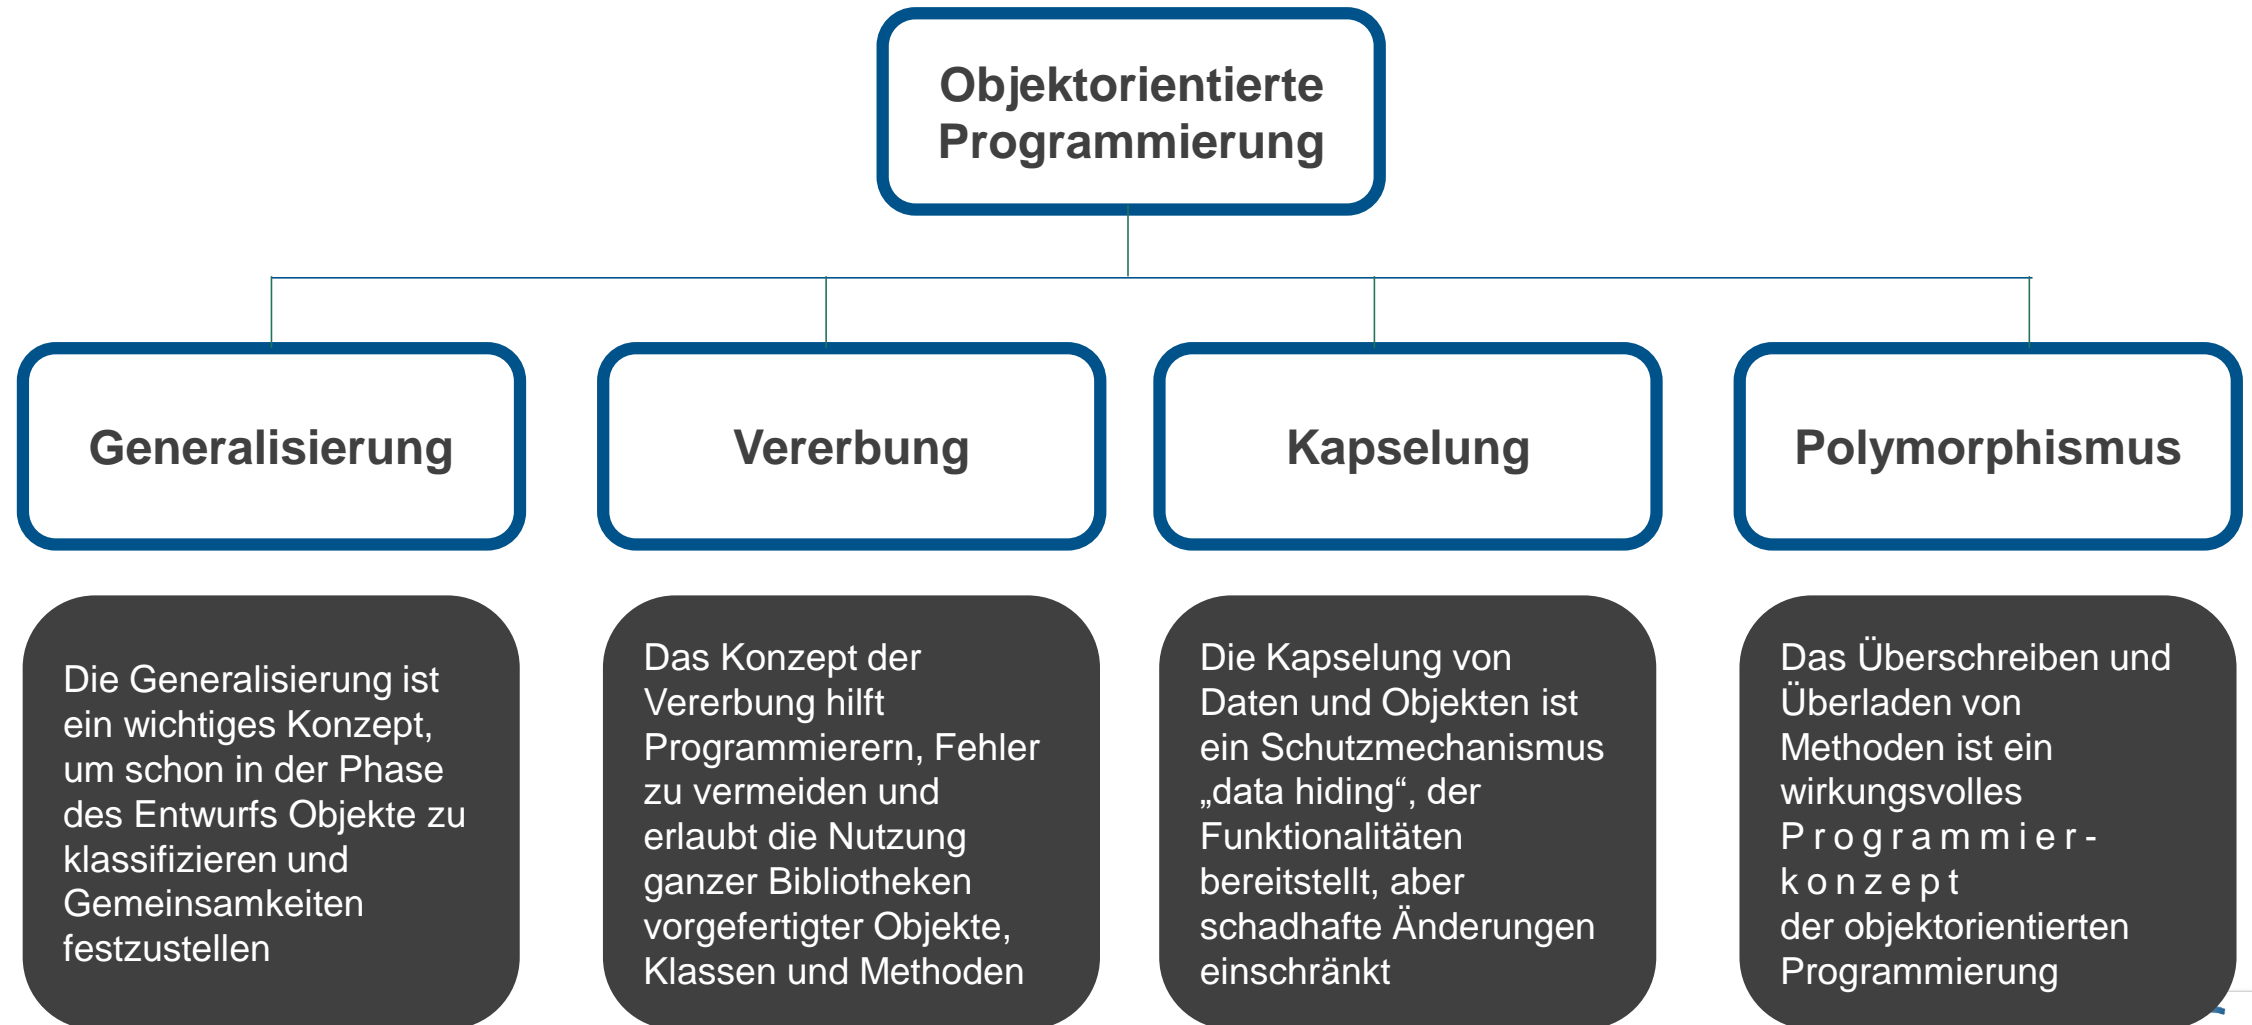 Objektorientierte
Programmierung
Generalisierung
Vererbung
Kapselung
Polymorphismus
Die Generalisierung ist
ein wichtiges Konzept,
um schon in der Phase
des Entwurfs Objekte zu
klassifizieren und
Gemeinsamkeiten
festzustellen
Das Konzept der
Vererbung hilft
Programmierern, Fehler
zu vermeiden und
erlaubt die Nutzung
ganzer Bibliotheken
vorgefertigter Objekte,
Klassen und Methoden
Die Kapselung von
Daten und Objekten ist
ein Schutzmechanismus
„data hiding“, der
Funktionalitäten
bereitstellt, aber
schadhafte Änderungen
einschränkt
Das Überschreiben und
Überladen von
Methoden ist ein
wirkungsvolles
Programmier-
konzept
der objektorientierten
Programmierung